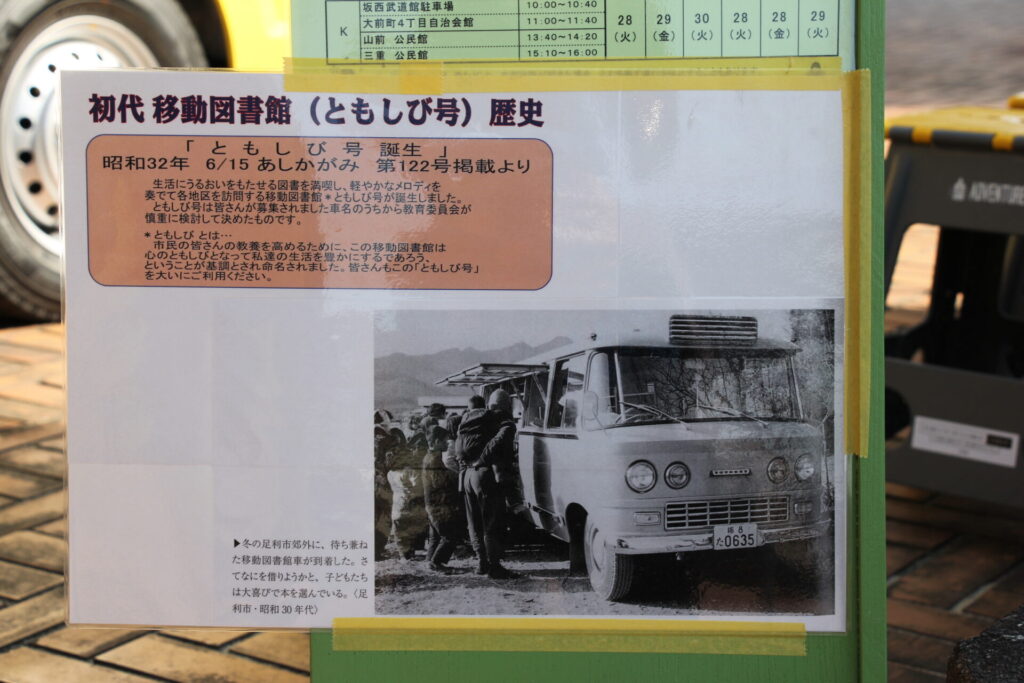 K
坂西武道館駐車場 10:00~10:40
大前町4丁目自治会館 11:00~11:40
山前 公民館 13:40~14:20
三重 公民館 15:10~16:00
28 29 30 28 28 29
(火) (金) (火) (火) (金) (火)
初代 移動図書館(ともしび号)歴史
「ともしび号誕生」
昭和32年 6/15 あしかがみ 第122号掲載より
生活にうるおいをもたせる図書を満喫し、軽やかなメロディを
奏でて各地区を訪問する移動図書館*ともしび号が誕生しました。
ともしび号は皆さんが募集されました車名のうちから教育委員会が
慎重に検討して決めたものです。
*ともしび とは…
市民の皆さんの教養を高めるために、この移動図書館は
心のともしびとなって私達の生活を豊かにするであろう、
ということが基調とされ命名されました。皆さんもこの「ともしび号」
を大いにご利用ください。
▶冬の足利市郊外に、待ち兼ね
た移動図書館車が到着した。さ
てなにを借りようかと、子どもたち
は大喜びで本を選んでいる。〈足
利市・昭和30年代〉
た0635
ADVENTURE